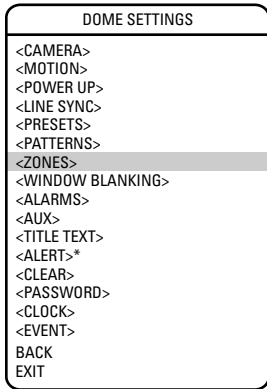 DOME SETTINGS
<CAMERA>
<MOTION>
<POWER UP>
<LINE SYNC>
<PRESETS>
<PATTERNS>
<ZONES>
<WINDOW BLANKING>
<ALARMS>
<AUX>
<TITLE TEXT>
<ALERT>*
<CLEAR>
<PASSWORD>
<CLOCK>
<EVENT>
BACK
EXIT